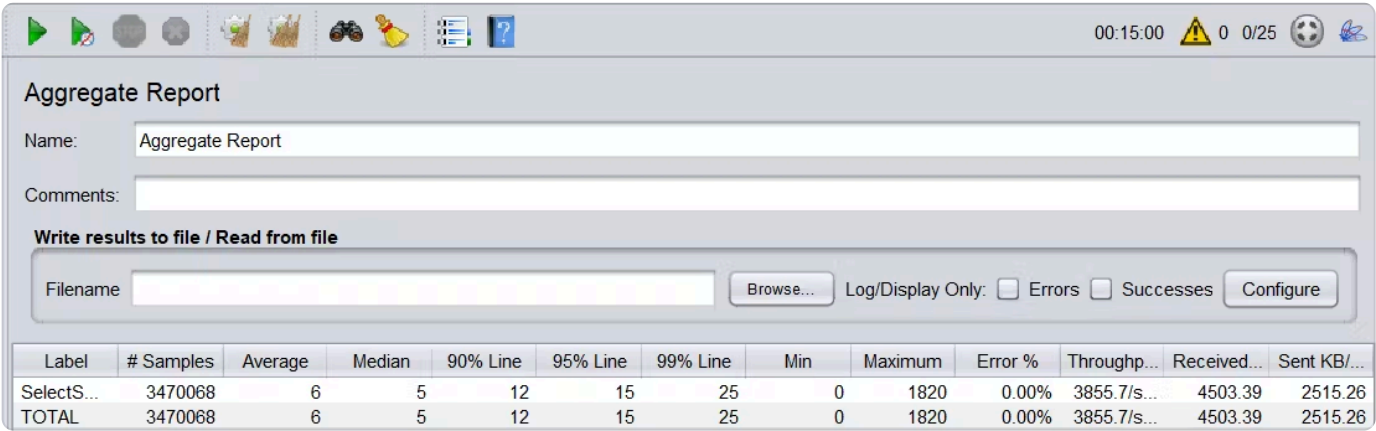 00:15:00 0 0/25
Aggregate Report
Name: Aggregate Report
Comments:
Write results to file / Read from file
Filename Browse... Log/Display Only: Errors Successes Configure
Label # Samples Average Median 90% Line 95% Line 99% Line Min Maximum Error % Throughp... Received... Sent KB/...
SelectS... 3470068 6 5 12 15 25 0 1820 0.00% 3855.7/s... 4503.39 2515.26
TOTAL 3470068 6 5 12 15 25 0 1820 0.00% 3855.7/s... 4503.39 2515.26